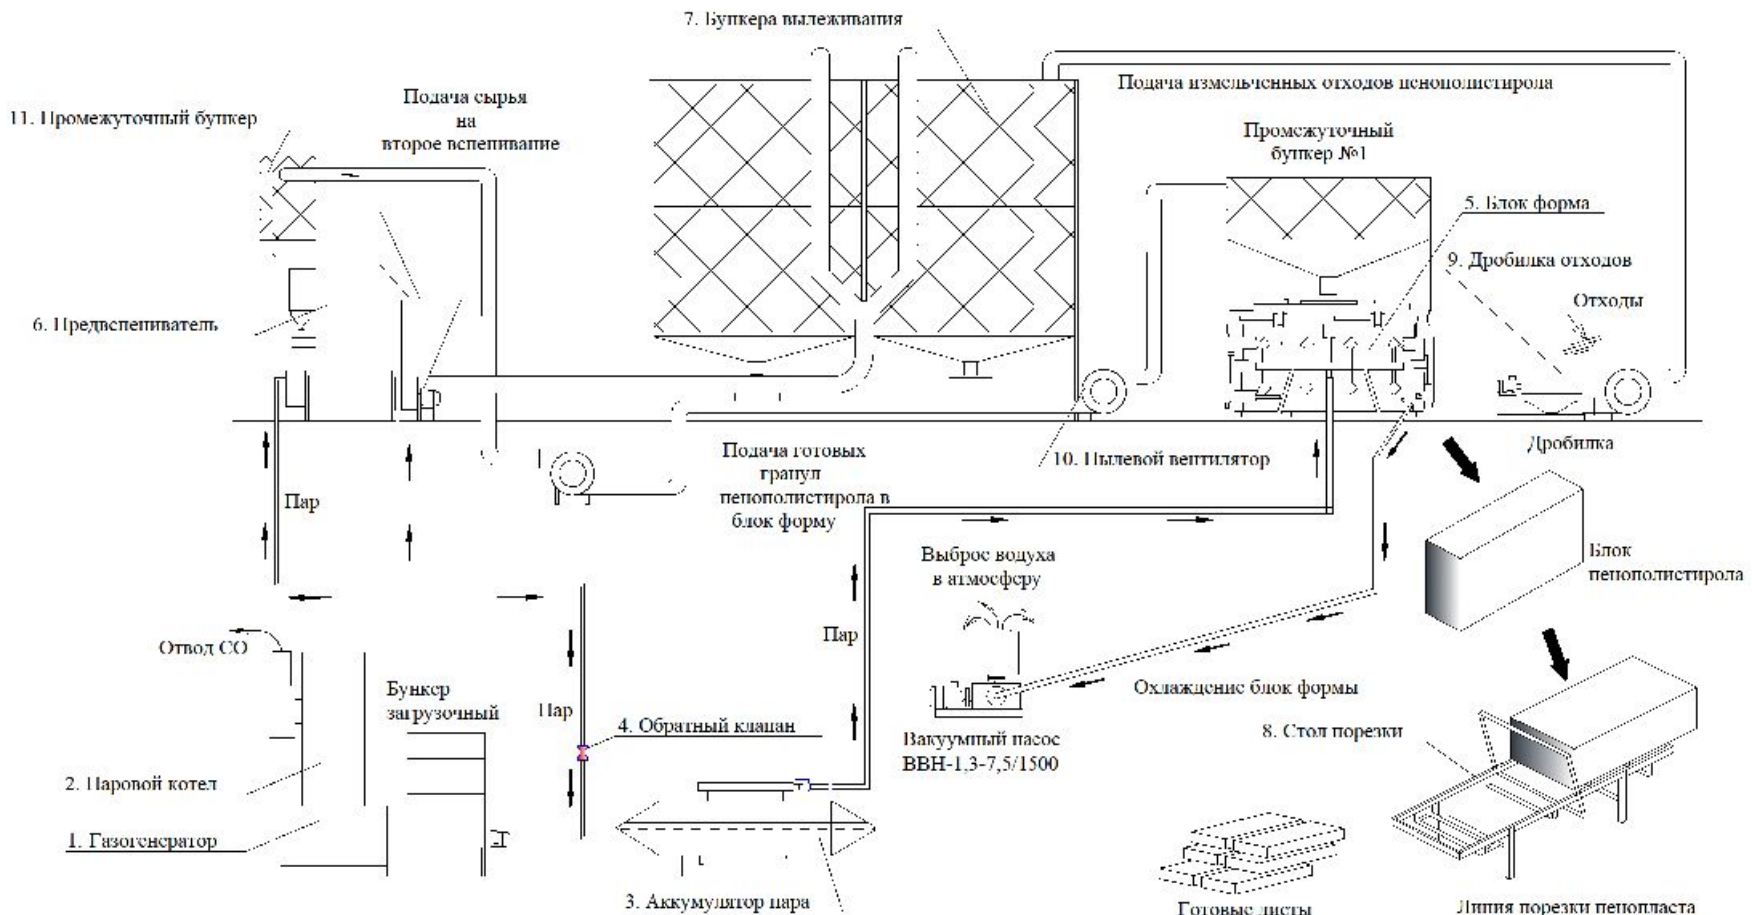 7. Бункера вылеживания
Подача измельченных отходов пенополистирола
11. Промежуточный бункер
Подача сырья
на
второе вспенивание
Промежуточный
бункер №1
5. Блок форма
9. Дробилка отходов
Отходы
6. Предвспениватель
Дробилка
Подача готовых
гранул
пенополистирола в
блок форму
10. Пылевой вентилятор
Пар
Выброс водуха
в атмосферу
Блок
пенополистирола
Отвод СО
Пар
Бункер
загрузочный
Пар
4. Обратный клапан
Охлаждение блок формы
Вакуумный насос
ВВН-1,3-7,5/1500
8. Стол порезки
2. Паровой котел
1. Газогенератор
3. Аккумулятор пара
Готовые листы
Линия порезки пенопласта